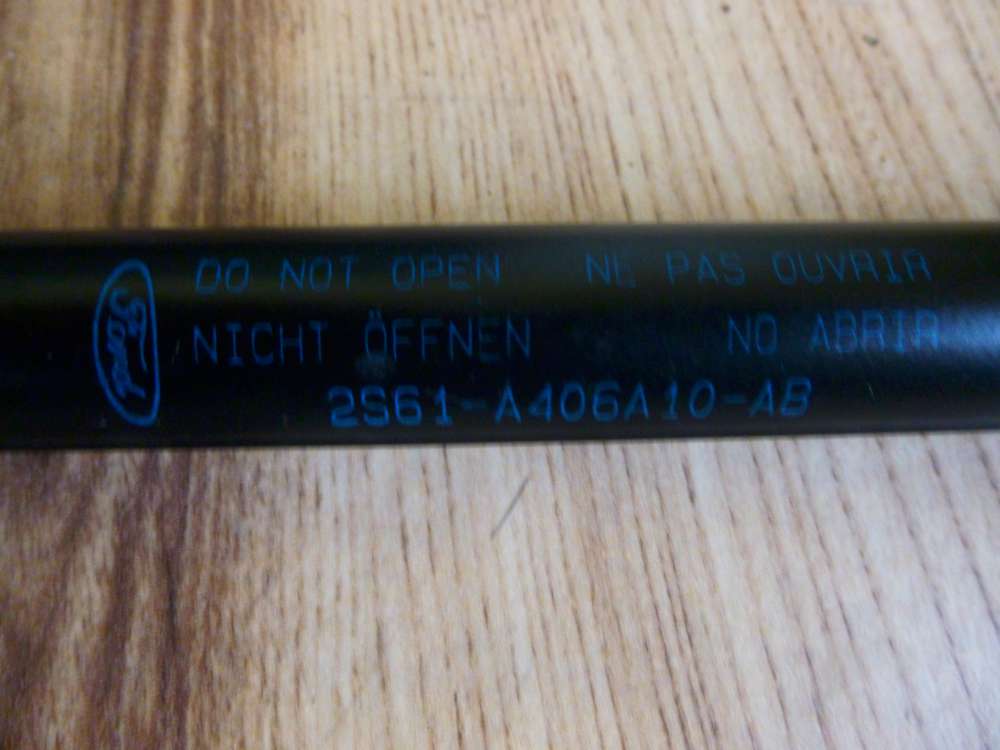 Ford
DO NOT OPEN NE PAS OUVRIR
NICHT ÖFFNEN NO ABRIR
2S61-A406A10-AB